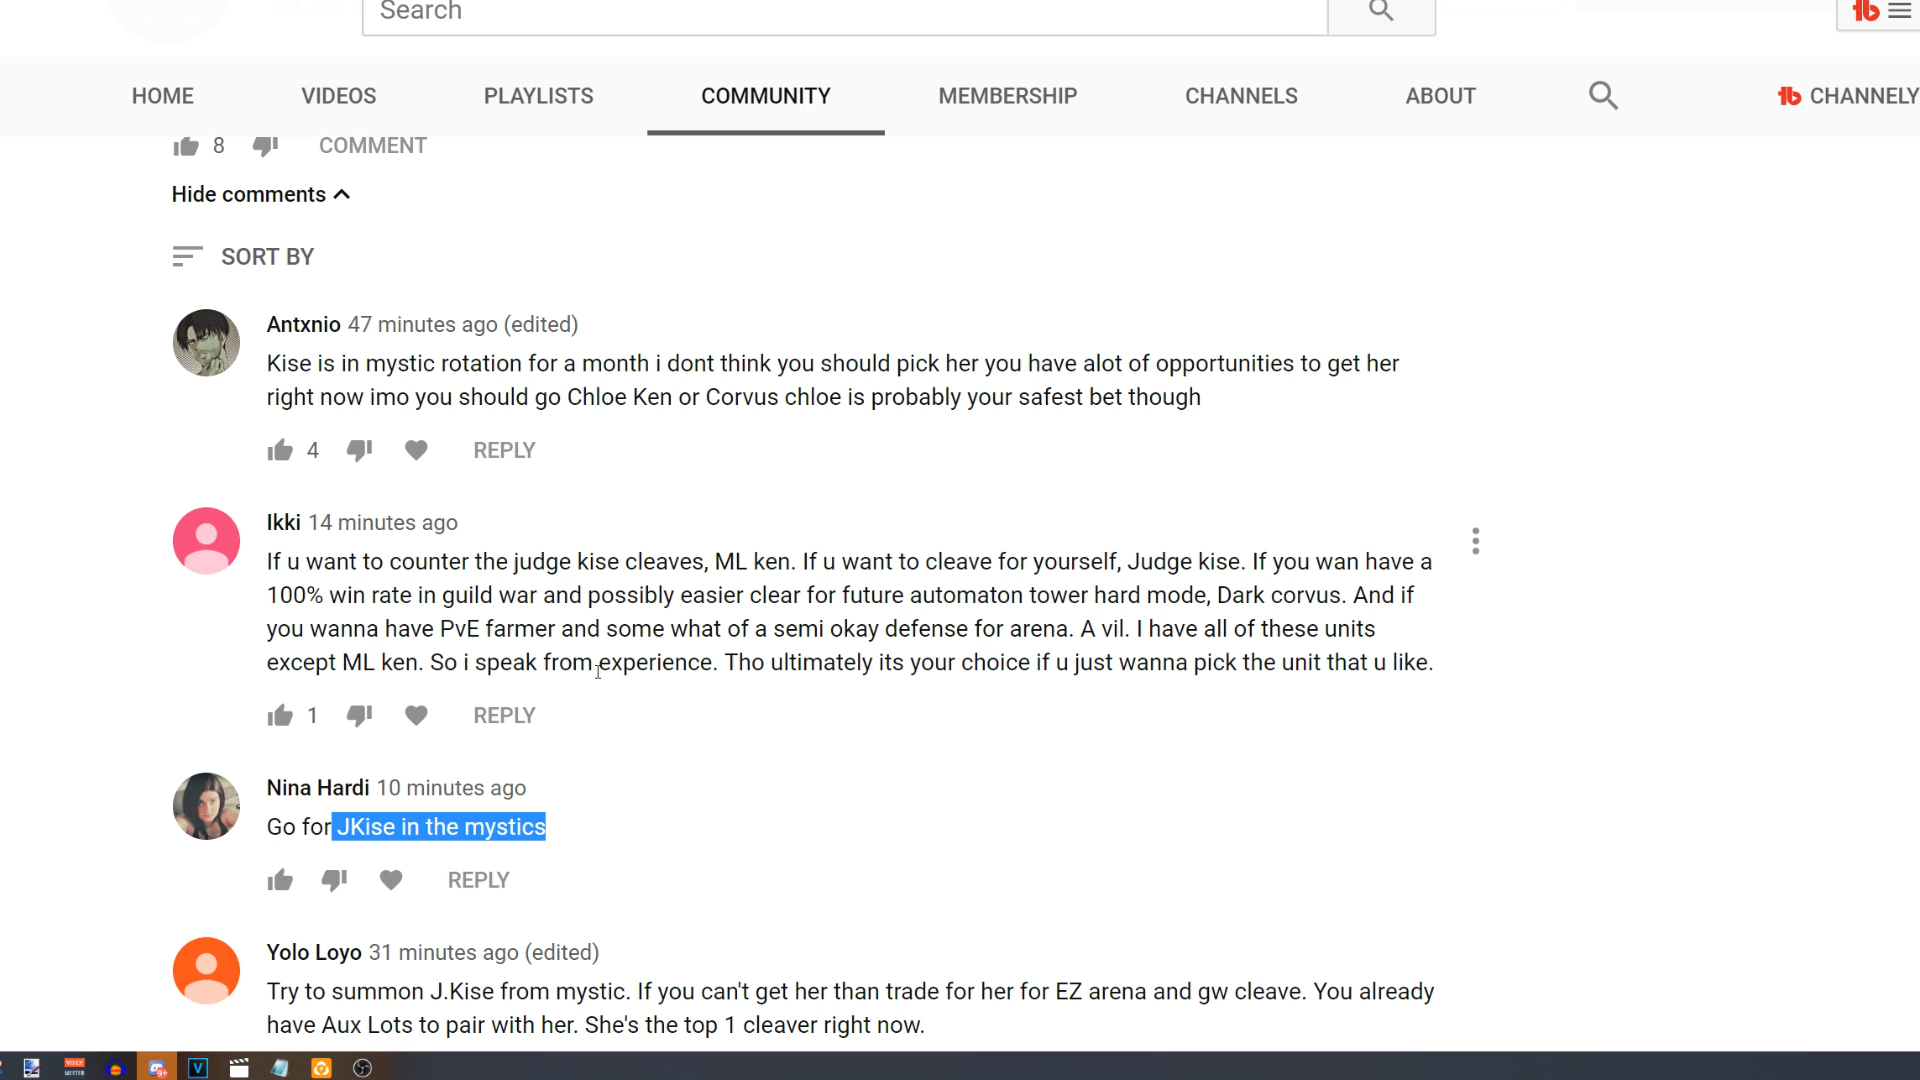 Search
HOME VIDEOS PLAYLISTS COMMUNITY MEMBERSHIP CHANNELS ABOUT CHANNELY
8 COMMENT
Hide comments
SORT BY
Antxnio 47 minutes ago (edited)
Kise is in mystic rotation for a month i dont think you should pick her you have alot of opportunities to get her
right now imo you should go Chloe Ken or Corvus chloe is probably your safest bet though
4 REPLY
Ikki 14 minutes ago
If u want to counter the judge kise cleaves, ML ken. If u want to cleave for yourself, Judge kise. If you wan have a
100% win rate in guild war and possibly easier clear for future automaton tower hard mode, Dark corvus. And if
you wanna have PvE farmer and some what of a semi okay defense for arena. A vil. I have all of these units
except ML ken. So i speak from experience. Tho ultimately its your choice if u just wanna pick the unit that u like.
1 REPLY
Nina Hardi 10 minutes ago
Go for JKise in the mystics
REPLY
Yolo Loyo 31 minutes ago (edited)
Try to summon J.Kise from mystic. If you can't get her than trade for her for EZ arena and gw cleave. You already
have Aux Lots to pair with her. She's the top 1 cleaver right now.